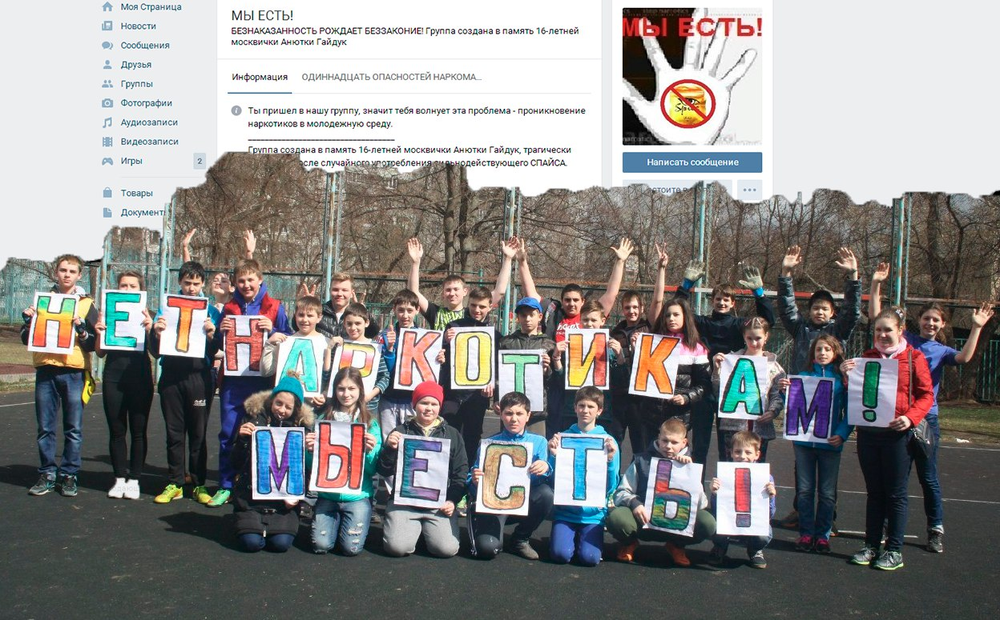 Моя Страница
Новости
Сообщения
Друзья
Группы
Фотографии
Аудиозаписи
Видеозаписи
Игры
2
Товары
Документ
МЫ ЕСТЬ!
БЕЗНАКАЗАННОСТЬ РОЖДАЕТ БЕЗЗАКОНИЕ! Группа создана в память 16-летней
москвички Анютки Гайдук
Информация ОДИННАДЦАТЬ ОПАСНОСТЕЙ НАРКОМА...
Ты пришел в нашу группу, значит тебя волнует эта проблема - проникновение
наркотиков в молодежную среду.
Группа создана в память 16-летней москвички Анютки Гайдук, трагически
после случайного употребления сильнодействующего СПАЙСА.
МЫ ЕСТЬ!
Spice
Написать сообщение
НЕТ НАРКОТИКАМ!
МЫ ЕСТЬ!